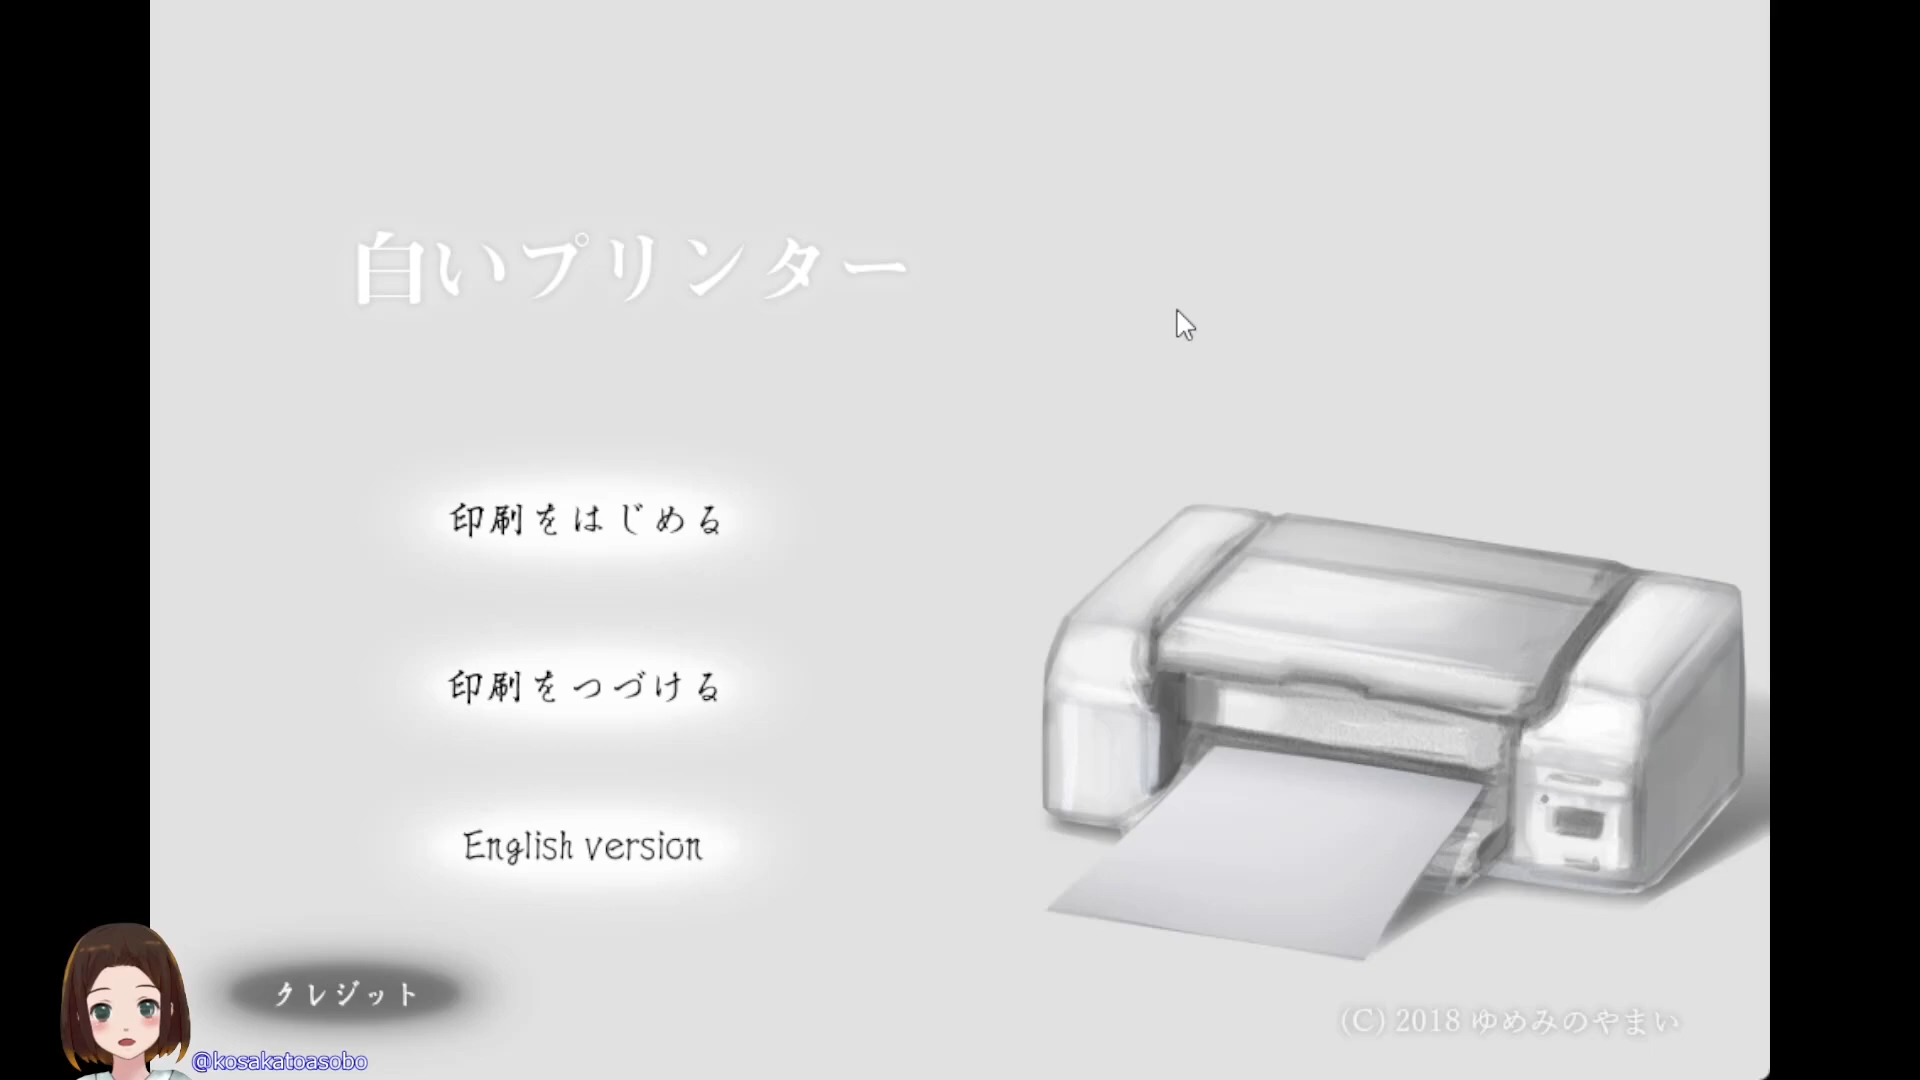 白いプリンター
印刷をはじめる
印刷をつづける
English version
クレジット
(C) 2018 ゆめみのやまい
@kosakatoasobo